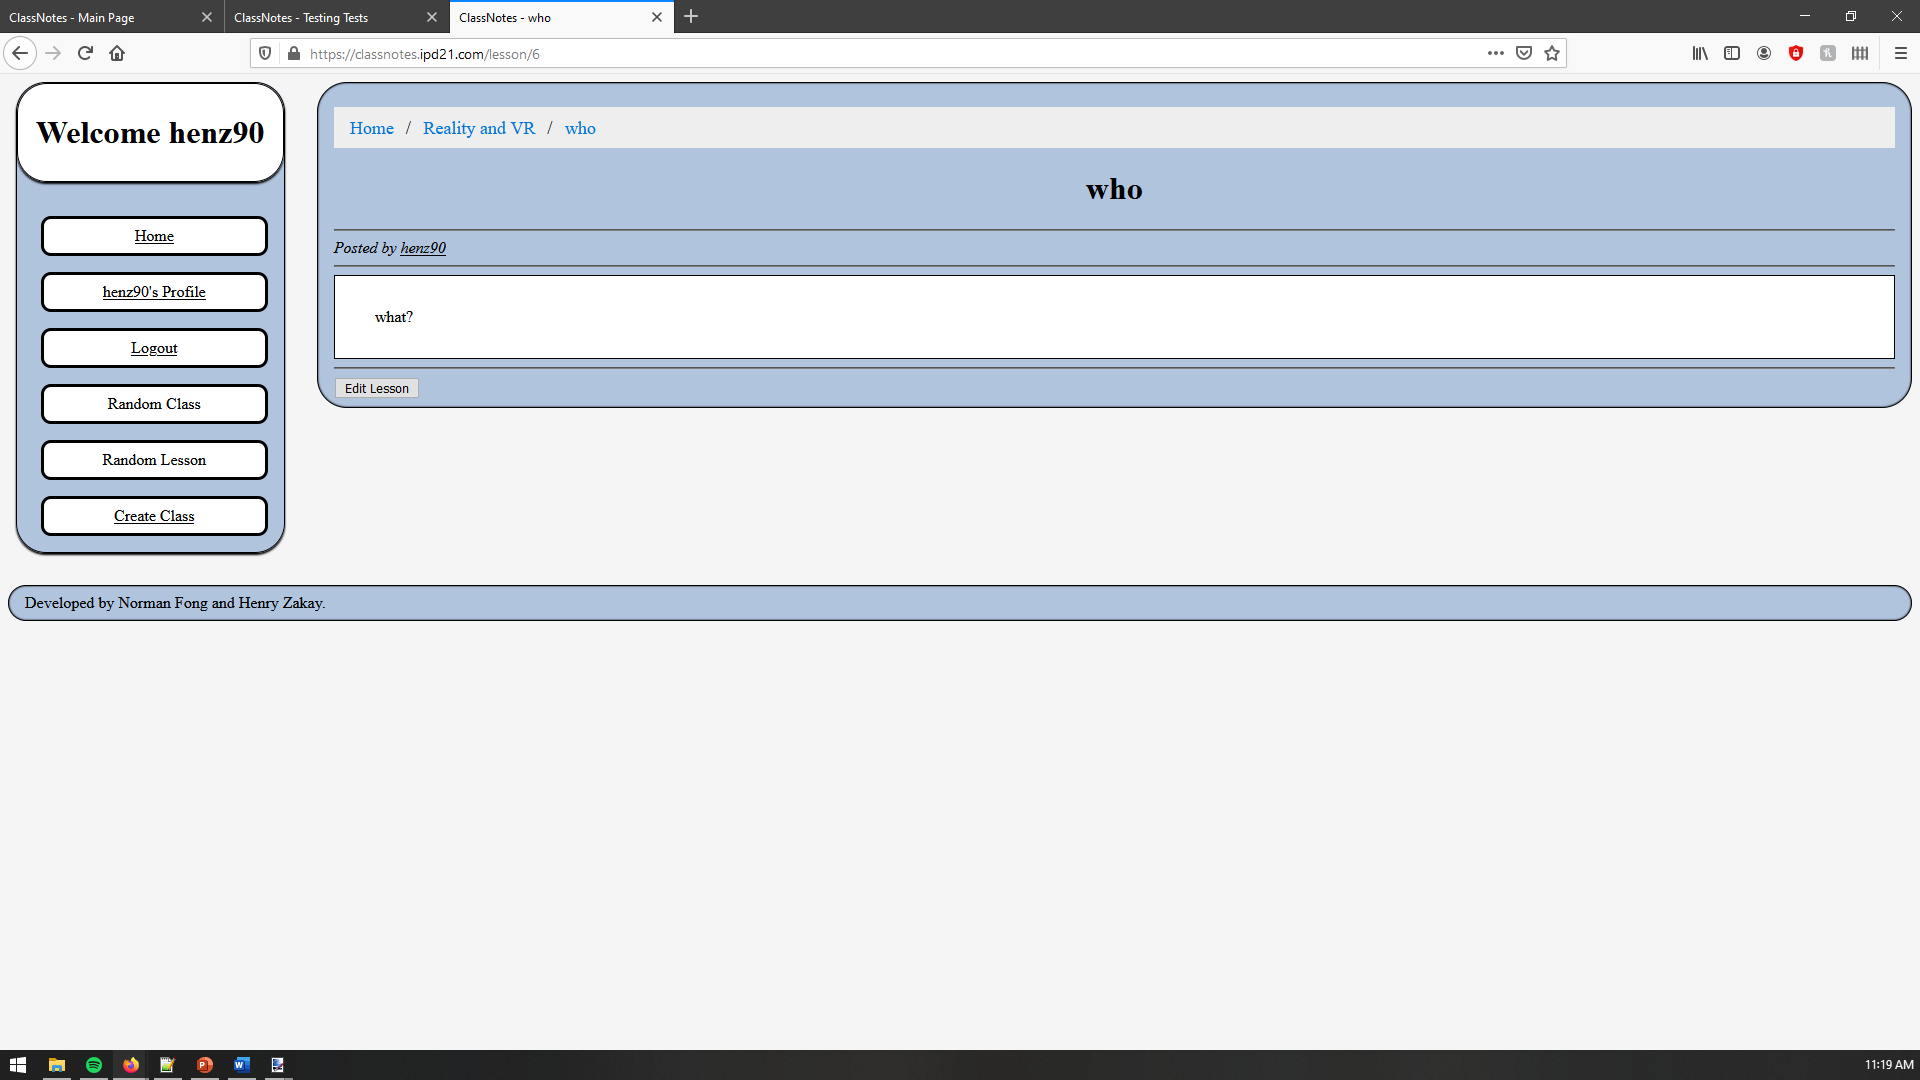 ClassNotes - Main Page
ClassNotes - Testing Tests
ClassNotes - who
https://classnotes.ipd21.com/lesson/6
Welcome henz90
Home
henz90's Profile
Logout
Random Class
Random Lesson
Create Class
Home / Reality and VR / who
who
Posted by henz90
what?
Edit Lesson
Developed by Norman Fong and Henry Zakay.
11:19 AM